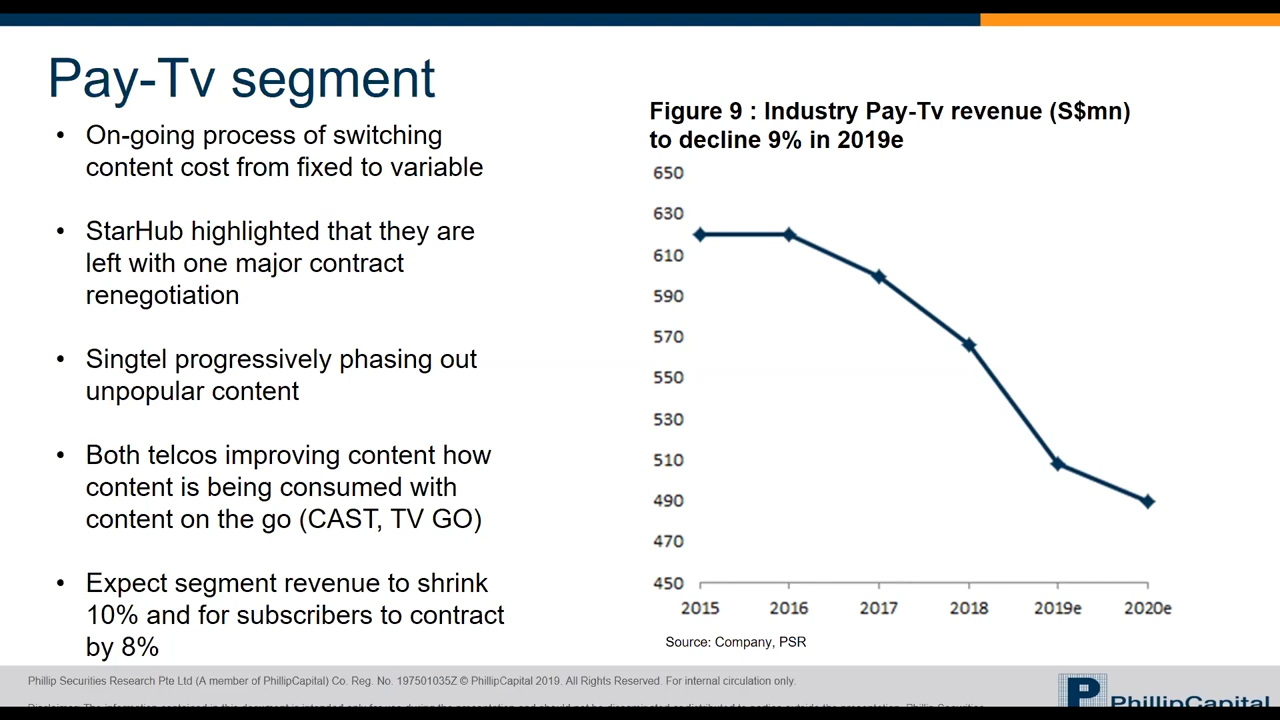 Pay-Tv segment
• On-going process of switching
content cost from fixed to variable
• StarHub highlighted that they are
left with one major contract
renegotiation
• Singtel progressively phasing out
unpopular content
• Both telcos improving content how
content is being consumed with
content on the go (CAST, TV GO)
• Expect segment revenue to shrink
10% and for subscribers to contract
by 8%
Figure 9 : Industry Pay-Tv revenue (S$mn)
to decline 9% in 2019e
650
630
610
590
570
550
530
510
490
470
450
2015 2016 2017 2018 2019e 2020e
Source: Company, PSR
Phillip Securities Research Pte Ltd (A member of PhillipCapital) Co. Reg. No. 197501035Z © PhillipCapital 2019. All Rights Reserved. For internal circulation only.
PhillipCapital